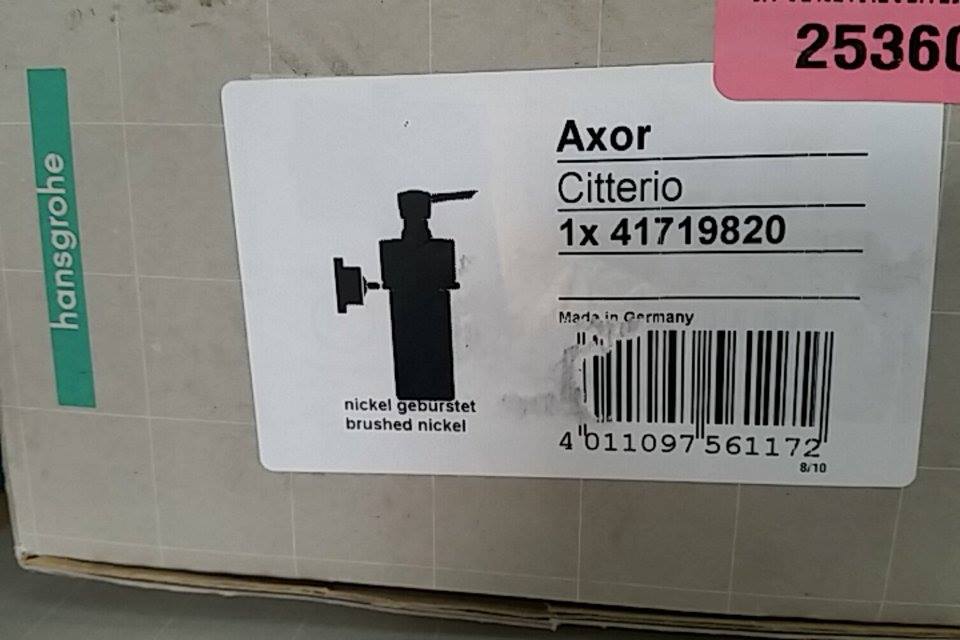 hansgrohe
25360
Axor
Citterio
1x 41719820
Made in Germany
nickel gebürstet
brushed nickel
4 011097 561172
8/10